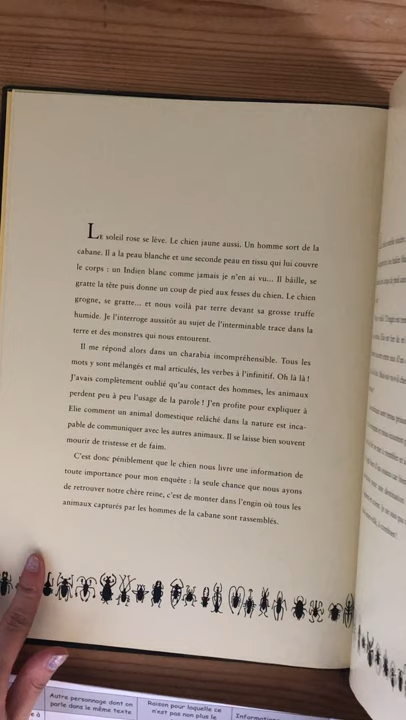 LE soleil rose se lève. Le chien jaune aussi. Un homme sort de la
cabane. Il a la peau blanche et une seconde peau en tissu qui lui couvre
le corps : un Indien blanc comme jamais je n'en ai vu... Il bâille, se
gratte la tête puis donne un coup de pied aux fesses du chien. Le chien
grogne, se gratte... et nous voilà par terre devant sa grosse truffe
humide. Je l'interroge aussitôt au sujet de l'interminable trace dans la
terre et des monstres qui nous entourent.
Il me répond alors dans un charabia incompréhensible. Tous les
mots y sont mélangés et mal articulés, les verbes à l'infinitif. Oh là là !
J'avais complètement oublié qu'au contact des hommes, les animaux
perdent peu à peu l'usage de la parole ! J'en profite pour expliquer à
Elie comment un animal domestique relâché dans la nature est inca-
pable de communiquer avec les autres animaux. Il se laisse bien souvent
mourir de tristesse et de faim.
C'est donc péniblement que le chien nous livre une information de
toute importance pour mon enquête : la seule chance que nous ayons
de retrouver notre chère reine, c'est de monter dans l'engin où tous les
animaux capturés par les hommes de la cabane sont rassemblés.
Autre personnage dont on
parle dans le même texte
Raison pour laquelle ce
n'est pas non plus le